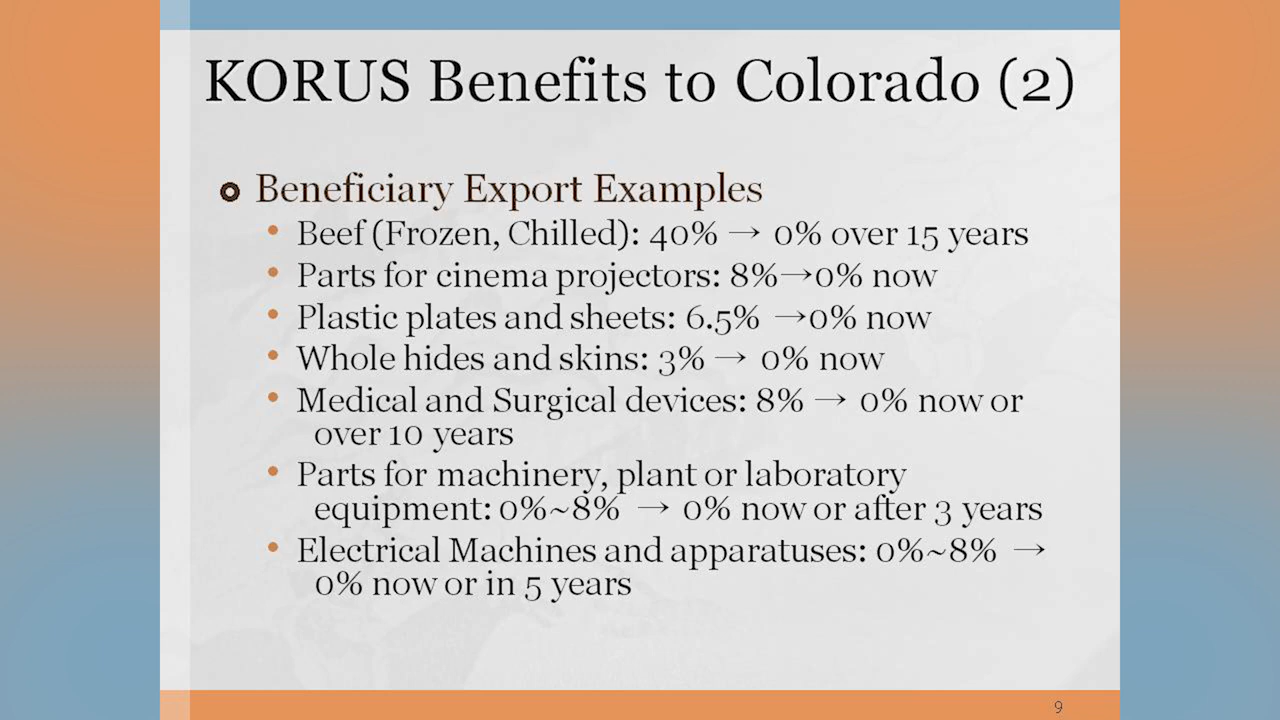 KORUS Benefits to Colorado (2)
Beneficiary Export Examples
• Beef (Frozen, Chilled): 40% → 0% over 15 years
• Parts for cinema projectors: 8%→0% now
• Plastic plates and sheets: 6.5% →0% now
• Whole hides and skins: 3% → 0% now
• Medical and Surgical devices: 8% → 0% now or
over 10 years
• Parts for machinery, plant or laboratory
equipment: 0%~8% → 0% now or after 3 years
• Electrical Machines and apparatuses: 0%~8% →
0% now or in 5 years
9